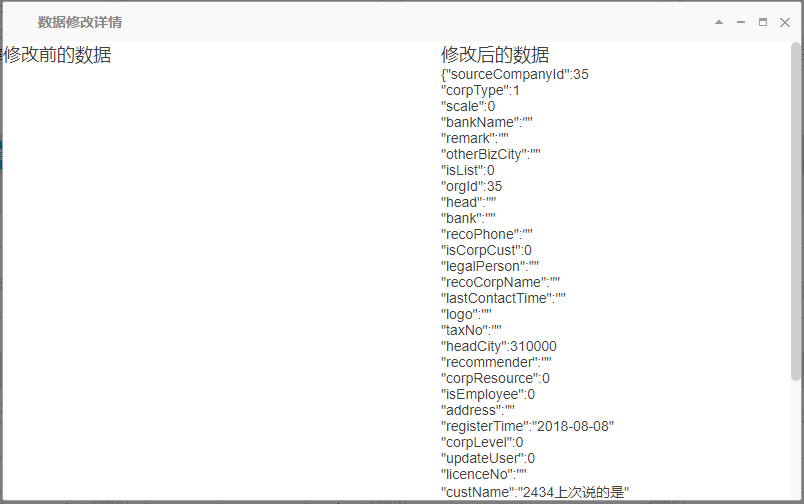 数据修改详情
修改前的数据
修改后的数据
{"sourceCompanyId":35
"corpType":1
"scale":0
"bankName":""
"remark":""
"otherBizCity":""
"isList":0
"orgId":35
"head":""
"bank":""
"recoPhone":""
"isCorpCust":0
"legalPerson":""
"recoCorpName":""
"lastContactTime":""
"logo":""
"taxNo":""
"headCity":310000
"recommender":""
"corpResource":0
"isEmployee":0
"address":""
"registerTime":"2018-08-08"
"corpLevel":0
"updateUser":0
"licenceNo":""
"custName":"2434上次说的是"